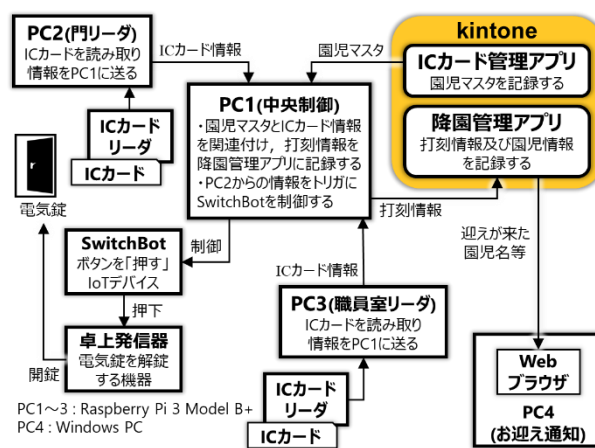 PC2(門リーダ)
ICカードを読み取り
情報をPC1に送る
ICカード情報
園児マスタ
kintone
ICカード管理アプリ
園児マスタを記録する
降園管理アプリ
打刻情報及び園児情報
を記録する
PC1(中央制御)
・園児マスタとICカード情報
を関連付け，打刻情報を
降園管理アプリに記録する
・PC2からの情報をトリガに
SwitchBotを制御する
ICカード
リーダ
ICカード
電気錠
打刻情報
迎えが来た
園児名等
制御
SwitchBot
ボタンを「押す」
IoTデバイス
ICカード情報
押下
PC3(職員室リーダ)
ICカードを読み取り
情報をPC1に送る
卓上発信器
電気錠を解錠
する機器
開錠
Web
ブラウザ
PC4
(お迎え通知)
ICカード
リーダ
ICカード
PC1～3 : Raspberry Pi 3 Model B+
PC4 : Windows PC